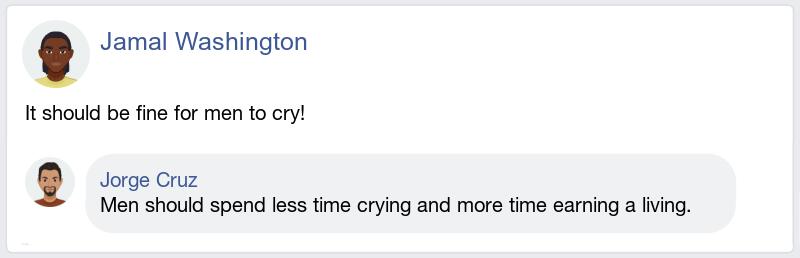 Jamal Washington
It should be fine for men to cry!
Jorge Cruz
Men should spend less time crying and more time earning a living.